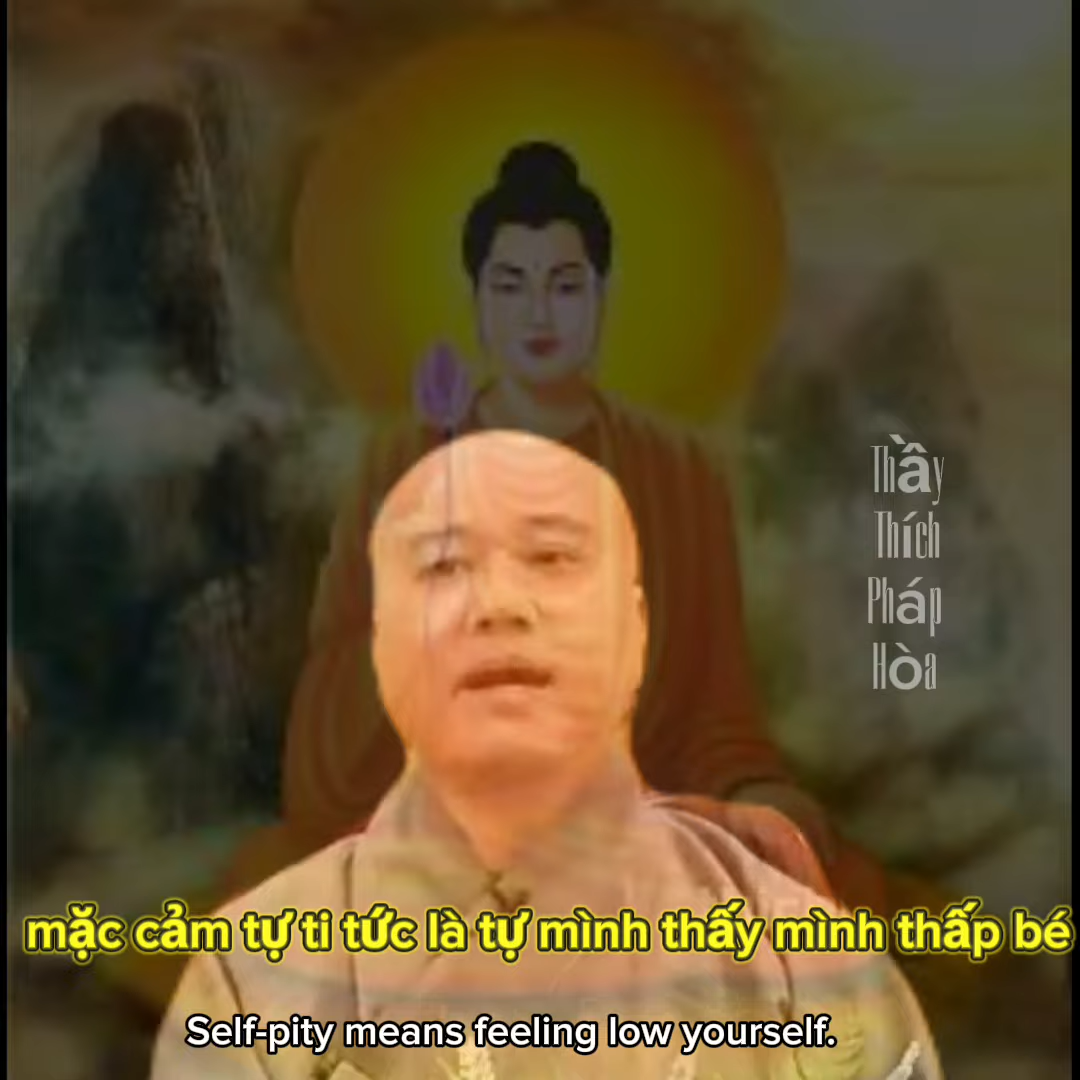 Thầy
Thích
Pháp
Hòa
mặc cảm tự ti tức là tự mình thấy mình thấp bé
Self-pity means feeling low yourself.